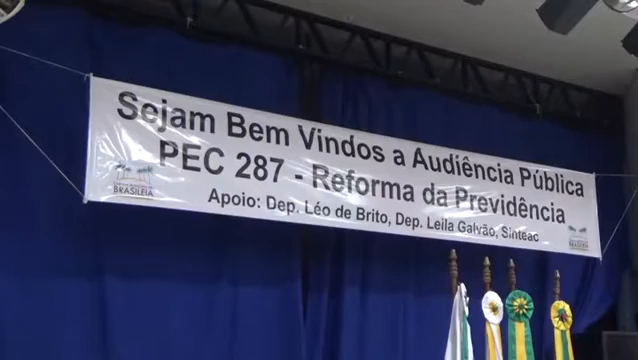 Sejam Bem Vindos a Audiência Pública
PEC 287 - Reforma da Previdência
Apoio: Dep. Léo de Brito, Dep. Leila Galvão, Sinteac
BRASILEIA